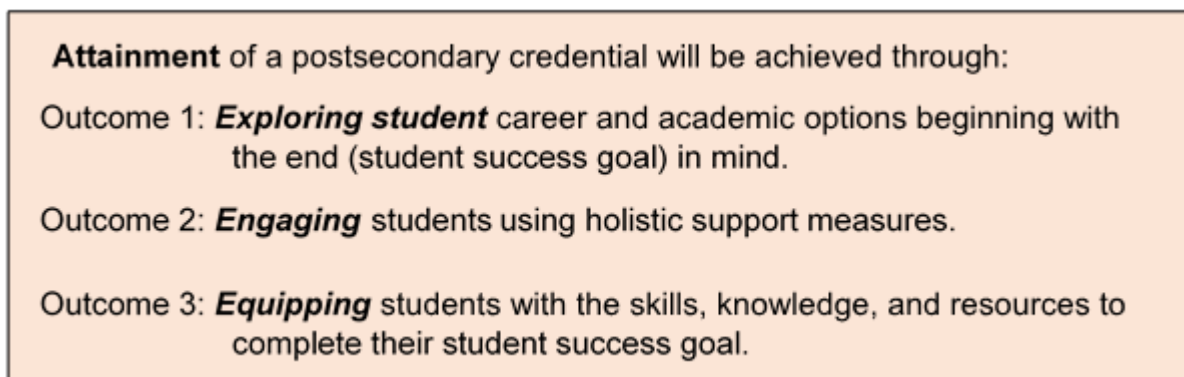 Attainment of a postsecondary credential will be achieved through:
Outcome 1: Exploring student career and academic options beginning with
the end (student success goal) in mind.
Outcome 2: Engaging students using holistic support measures.
Outcome 3: Equipping students with the skills, knowledge, and resources to
complete their student success goal.